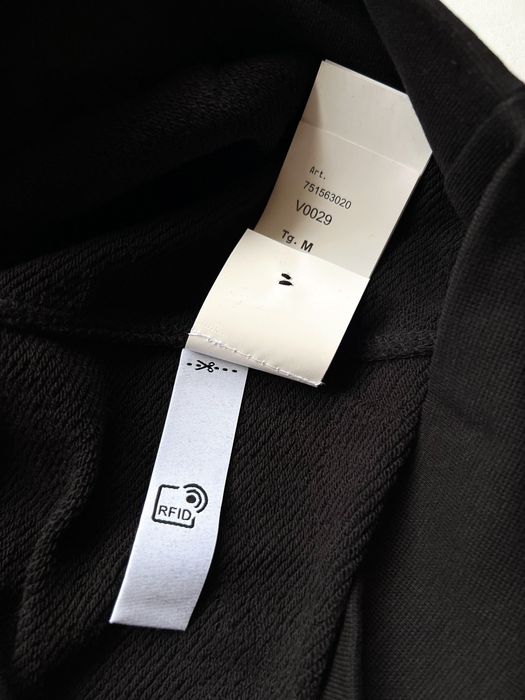 Art.
751563020
V0029
Tg. M
RFID